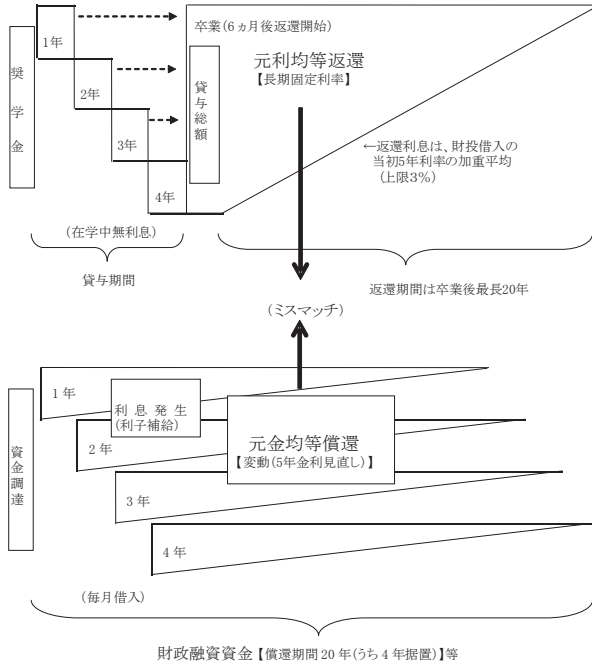 卒業(6ヵ月後返還開始)
1年
奨学金
元利均等返還
【長期固定利率】
貸与総額
2年
3年
←返還利息は、財投借入の
当初5年利率の加重平均
(上限3%)
4年
(在学中無利息)
貸与期間
返還期間は卒業後最長20年
(ミスマッチ)
1年
利息発生
(利子補給)
資金調達
2年
元金均等償還
【変動(5年金利見直し)】
3年
4年
(毎月借入)
財政融資資金【償還期間20年(うち4年据置)】等